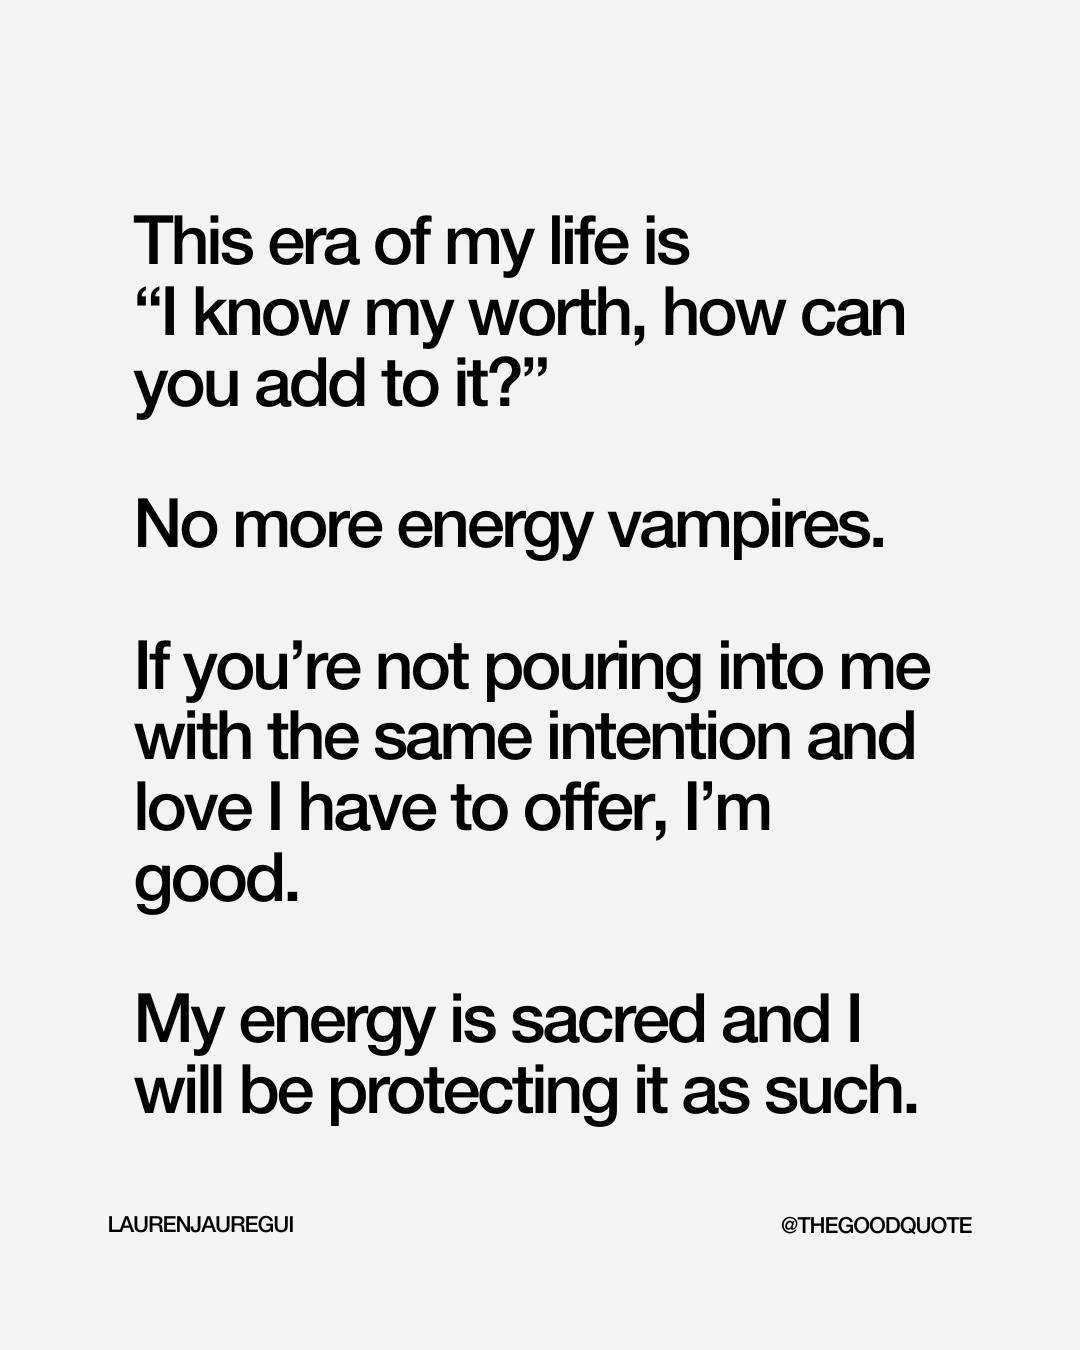 This era of my life is
“I know my worth, how can
you add to it?”
No more energy vampires.
If you’re not pouring into me
with the same intention and
love I have to offer, I’m
good.
My energy is sacred and I
will be protecting it as such.
LAURENJAUREGUI
@THEGOODQUOTE